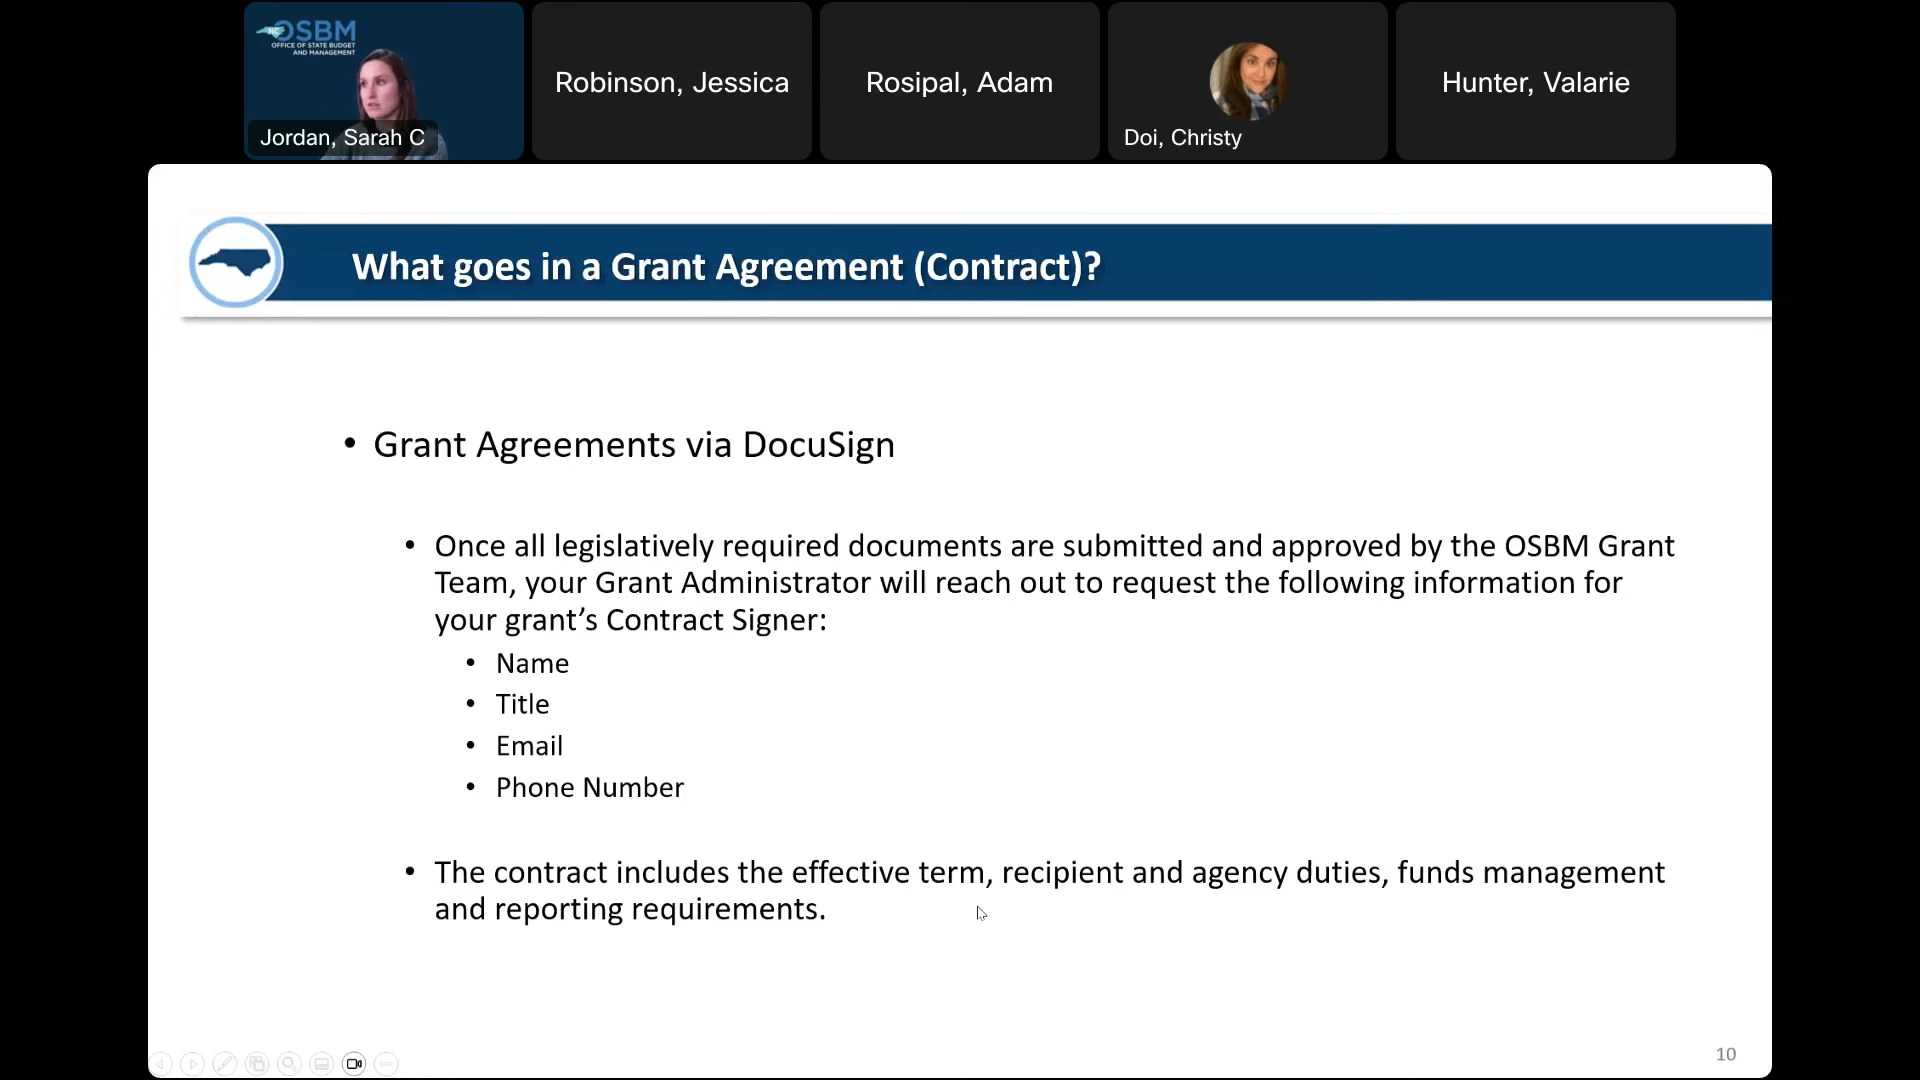 NC
OSBM
OFFICE OF STATE BUDGET
AND MANAGEMENT
Jordan, Sarah C
Robinson, Jessica
Rosipal, Adam
Doi, Christy
Hunter, Valarie
What goes in a Grant Agreement (Contract)?
• Grant Agreements via DocuSign
• Once all legislatively required documents are submitted and approved by the OSBM Grant
Team, your Grant Administrator will reach out to request the following information for
your grant’s Contract Signer:
• Name
• Title
• Email
• Phone Number
• The contract includes the effective term, recipient and agency duties, funds management
and reporting requirements.
10